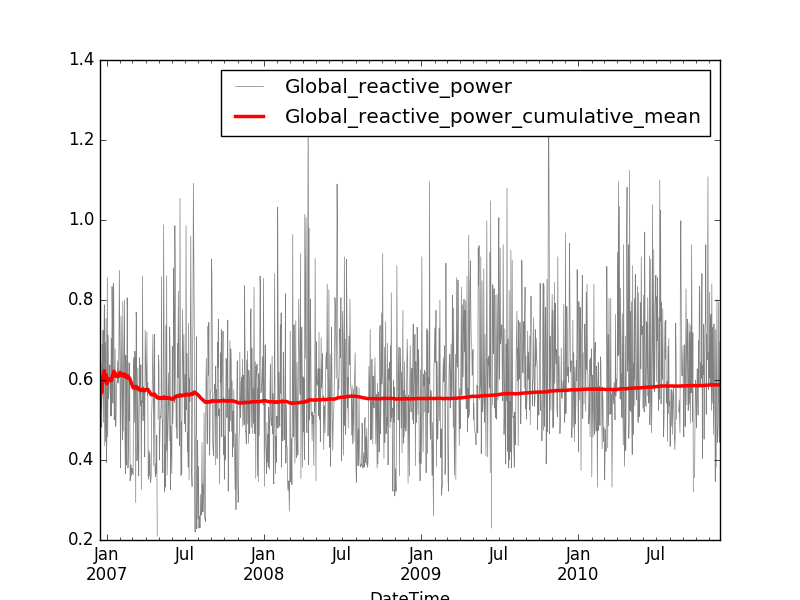 1.4
Global_reactive_power
Global_reactive_power_cumulative_mean
1.2
1.0
0.8
0.6
0.4
0.2
Jan Jul Jan Jul Jan Jul Jan Jul
2007 2008 2009 2010
DateTime